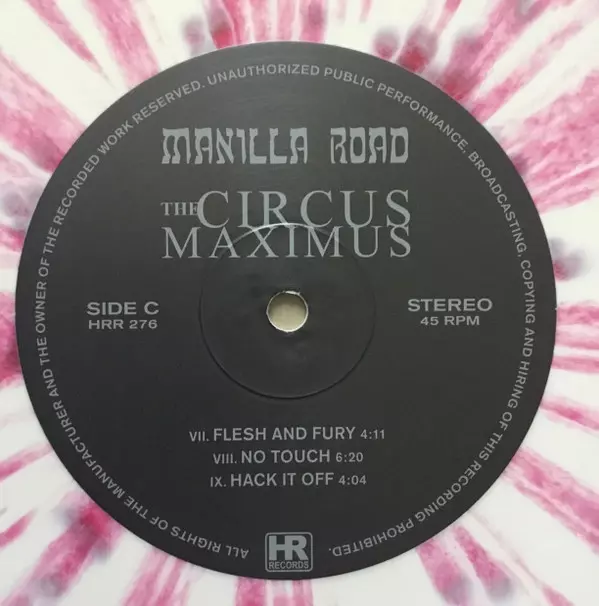 ALL RIGHTS OF THE MANUFACTURER AND THE OWNER OF THE RECORDED WORK RESERVED. UNAUTHORIZED PUBLIC PERFORMANCE, BROADCASTING, COPYING AND HIRING OF THIS RECORDING PROHIBITED.
MANILLA ROAD
THE CIRCUS
MAXIMUS
SIDE C
HRR 276
STEREO
45 RPM
VII. FLESH AND FURY 4:11
VIII. NO TOUCH 6:20
IX. HACK IT OFF 4:04
HR
RECORDS